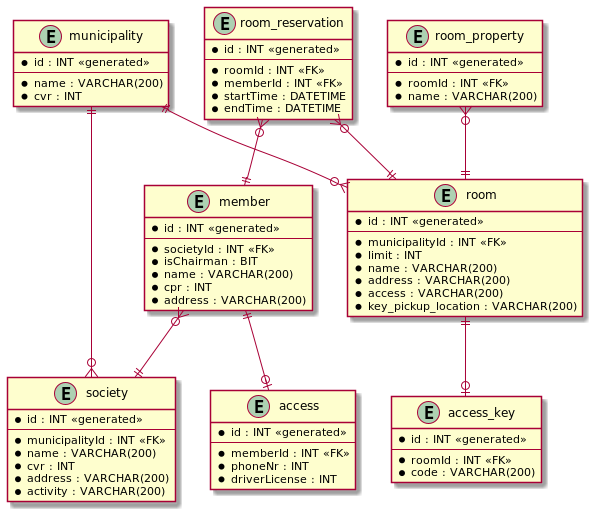 E municipality
id : INT «generated»
name : VARCHAR(200)
cvr : INT
E room_reservation
id : INT «generated»
roomId : INT «FK»
memberId : INT «FK»
startTime : DATETIME
endTime : DATETIME
E room_property
id : INT «generated»
roomId : INT «FK»
name : VARCHAR(200)
E member
id : INT «generated»
societyId : INT «FK»
isChairman : BIT
name : VARCHAR(200)
cpr : INT
address : VARCHAR(200)
E room
id : INT «generated»
municipalityId : INT «FK»
limit : INT
name : VARCHAR(200)
address : VARCHAR(200)
access : VARCHAR(200)
key_pickup_location : VARCHAR(200)
E society
id : INT «generated»
municipalityId : INT «FK»
name : VARCHAR(200)
cvr : INT
address : VARCHAR(200)
activity : VARCHAR(200)
E access
id : INT «generated»
memberId : INT «FK»
phoneNr : INT
driverLicense : INT
E access_key
id : INT «generated»
roomId : INT «FK»
code : VARCHAR(200)